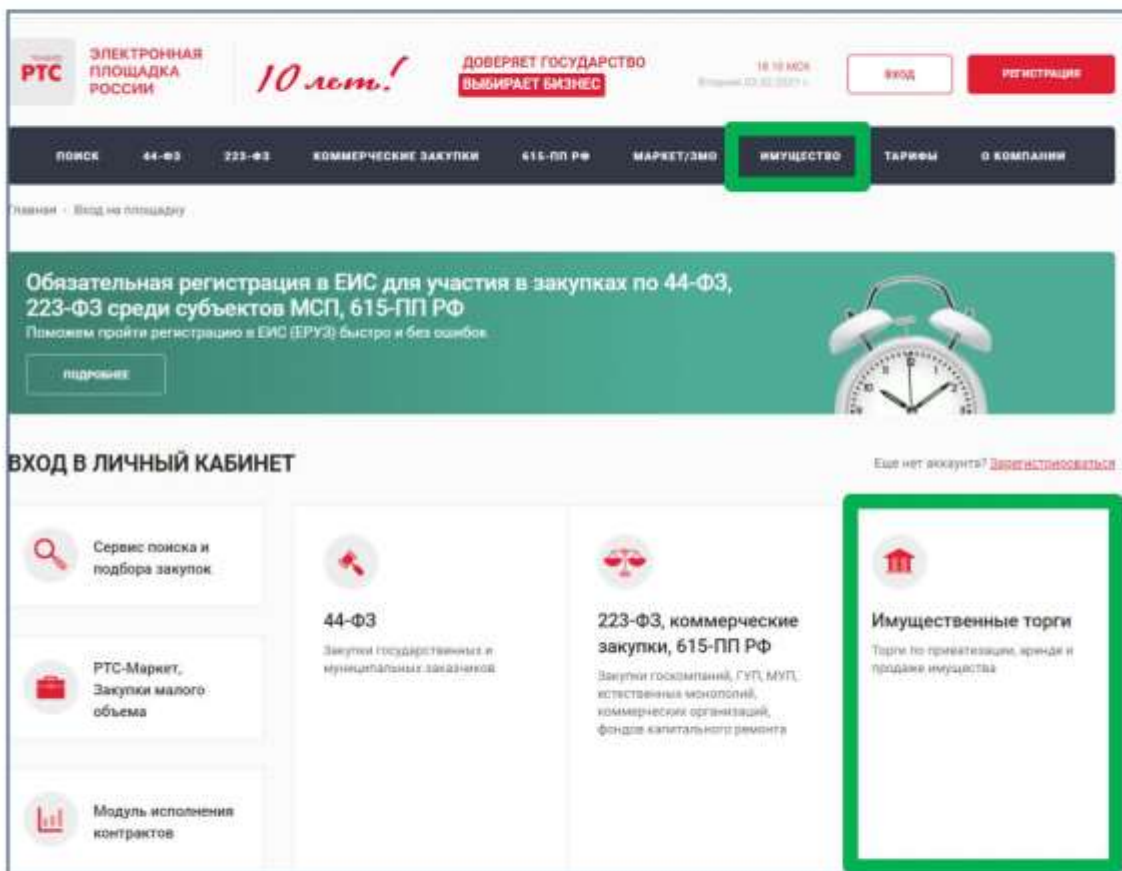 РТС
ЭЛЕКТРОННАЯ
ПЛОЩАДКА
РОССИИ
10 лет!
ДОВЕРЯЕТ ГОСУДАРСТВО
ВЫБИРАЕТ БИЗНЕС
ВХОД
РЕГИСТРАЦИЯ
ПОИСК 44-ФЗ 223-ФЗ КОММЕРЧЕСКИЕ ЗАКУПКИ 615-ПП РФ МАРКЕТ/ЗМО ИМУЩЕСТВО ТАРИФЫ О КОМПАНИИ
Главная - Вход на площадку
Обязательная регистрация в ЕИС для участия в закупках по 44-ФЗ,
223-ФЗ среди субъектов МСП, 615-ПП РФ
Поможем пройти регистрацию в ЕИС (ЕРУЗ) быстро и без ошибок
ПОДРОБНЕЕ
ВХОД В ЛИЧНЫЙ КАБИНЕТ
Еще нет аккаунта? Зарегистрироваться
Сервис поиска и
подбора закупок
РТС-Маркет,
Закупки малого
объема
Модуль исполнения
контрактов
44-ФЗ
Закупки государственных и
муниципальных заказчиков
223-ФЗ, коммерческие
закупки, 615-ПП РФ
Закупки госкомпаний, ГУП, МУП,
естественных монополий,
коммерческих организаций,
фондов капитального ремонта
Имущественные торги
Торги по приватизации, аренде и
продаже имущества